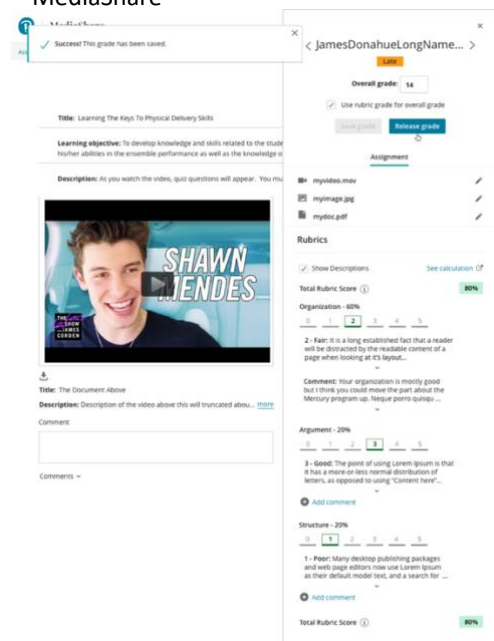 MediaShare
MediaShare
Success! This grade has been saved.
Title: Learning The Keys To Physical Delivery Skills
Learning objective: To develop knowledge and skills related to the stude
his/her abilities in the ensemble performance as well as the knowledge o
Description: As you watch the video, quiz questions will appear. You mu
SHAWN
MENDES
THE LATE LATE
SHOW
JAMES
CORDEN
Title: The Document Above
Description: Description of the video above this will truncated abou... more
Comment
Comments
JamesDonahueLongName...
Late
Overall grade: 14
Use rubric grade for overall grade
Save grade Release grade
Assignment
myvideo.mov
myimage.jpg
mydoc.pdf
Rubrics
Show Descriptions See calculation
Total Rubric Score 80%
Organization - 60%
0 1 2 3 4 5
2 - Fair: It is a long established fact that a reader
will be distracted by the readable content of a
page when looking at it's layout...
Comment: Your organization is mostly good
but I think you could move the part about the
Mercury program up. Neque porro quisqu ...
Argument - 20%
0 1 2 3 4 5
3 - Good: The point of using Lorem Ipsum is that
it has a more-or-less normal distribution of
letters, as opposed to using "Content here"...
Add comment
Structure - 20%
0 1 2 3 4 5
1 - Poor: Many desktop publishing packages
and web page editors now use Lorem Ipsum
as their default model text, and a search for ...
Add comment
Total Rubric Score 80%